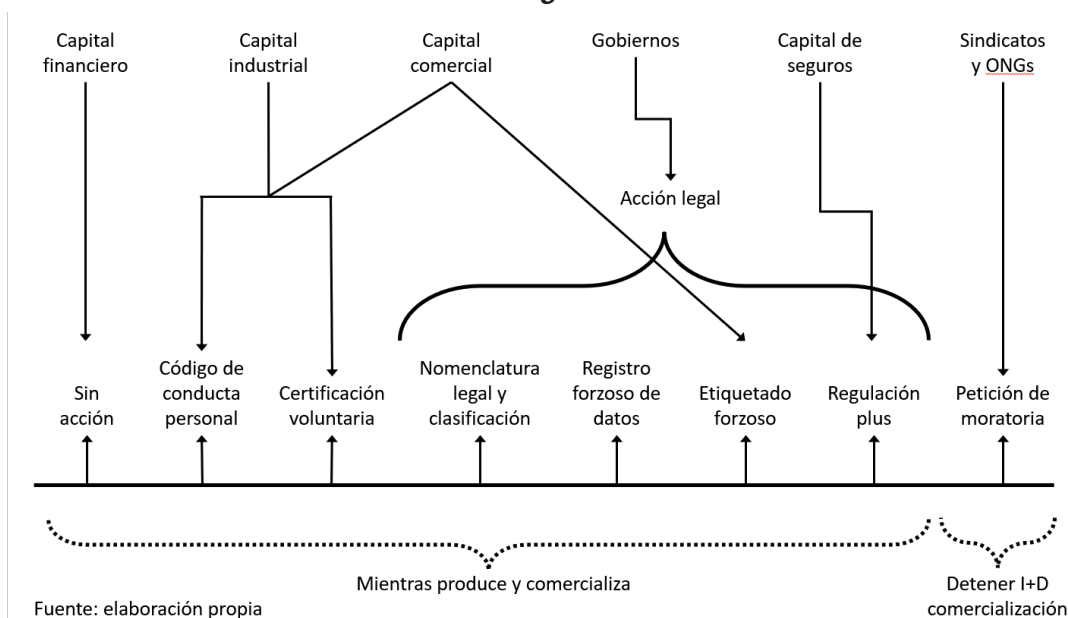 Capital
financiero
Capital
industrial
Capital
comercial
Gobiernos
Capital de
seguros
Sindicatos
y ONGs
Acción legal
Sin
acción
Código de
conducta
personal
Certificación
voluntaria
Nomenclatura
legal y
clasificación
Registro
forzoso de
datos
Etiquetado
forzoso
Regulación
plus
Petición de
moratoria
Mientras produce y comercializa
Detener I+D
comercialización
Fuente: elaboración propia